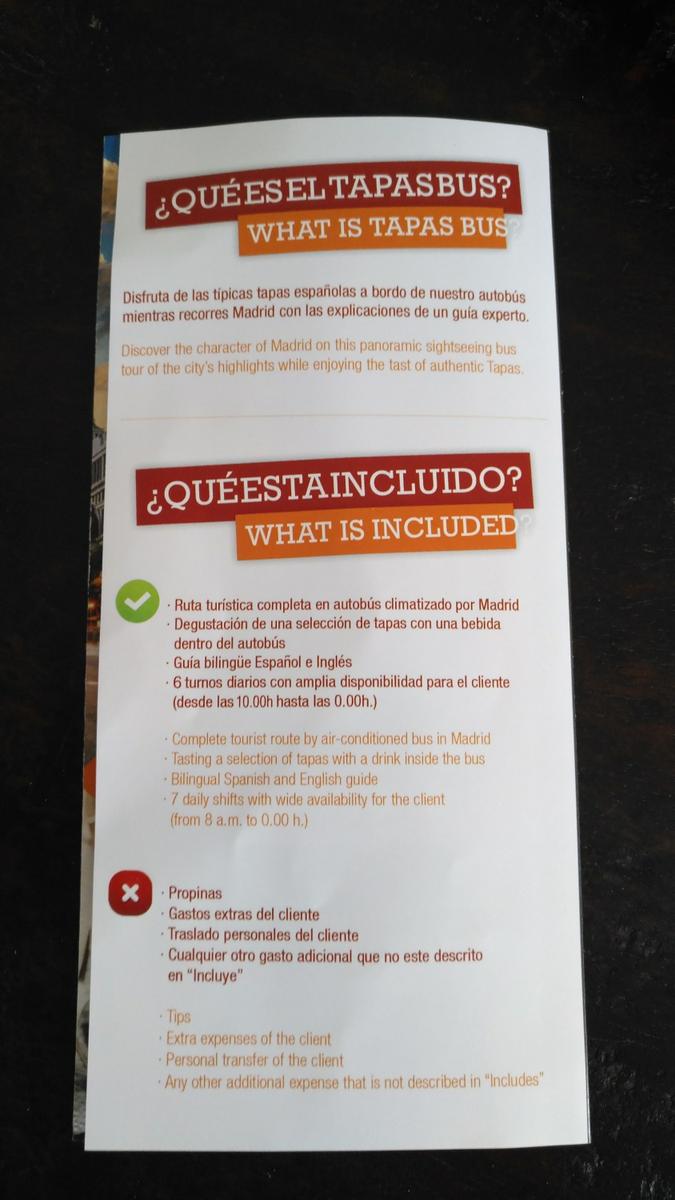 ¿QUÉ ES EL TAPAS BUS?
WHAT IS TAPAS BUS?
Disfruta de las típicas tapas españolas a bordo de nuestro autobús
mientras recorres Madrid con las explicaciones de un guía experto.
Discover the character of Madrid on this panoramic sightseeing bus
tour of the city's highlights while enjoying the tast of authentic Tapas.
¿QUÉ ESTA INCLUIDO?
WHAT IS INCLUDED?
· Ruta turística completa en autobús climatizado por Madrid
· Degustación de una selección de tapas con una bebida
dentro del autobús
· Guía bilingüe Español e Inglés
· 6 turnos diarios con amplia disponibilidad para el cliente
(desde las 10.00h hasta las 0.00h.)
· Complete tourist route by air-conditioned bus in Madrid
· Tasting a selection of tapas with a drink inside the bus
· Bilingual Spanish and English guide
· 7 daily shifts with wide availability for the client
(from 8 a.m. to 0.00 h.)
· Propinas
· Gastos extras del cliente
· Traslado personales del cliente
· Cualquier otro gasto adicional que no este descrito
en "Incluye"
· Tips
· Extra expenses of the client
· Personal transfer of the client
· Any other additional expense that is not described in "Includes"